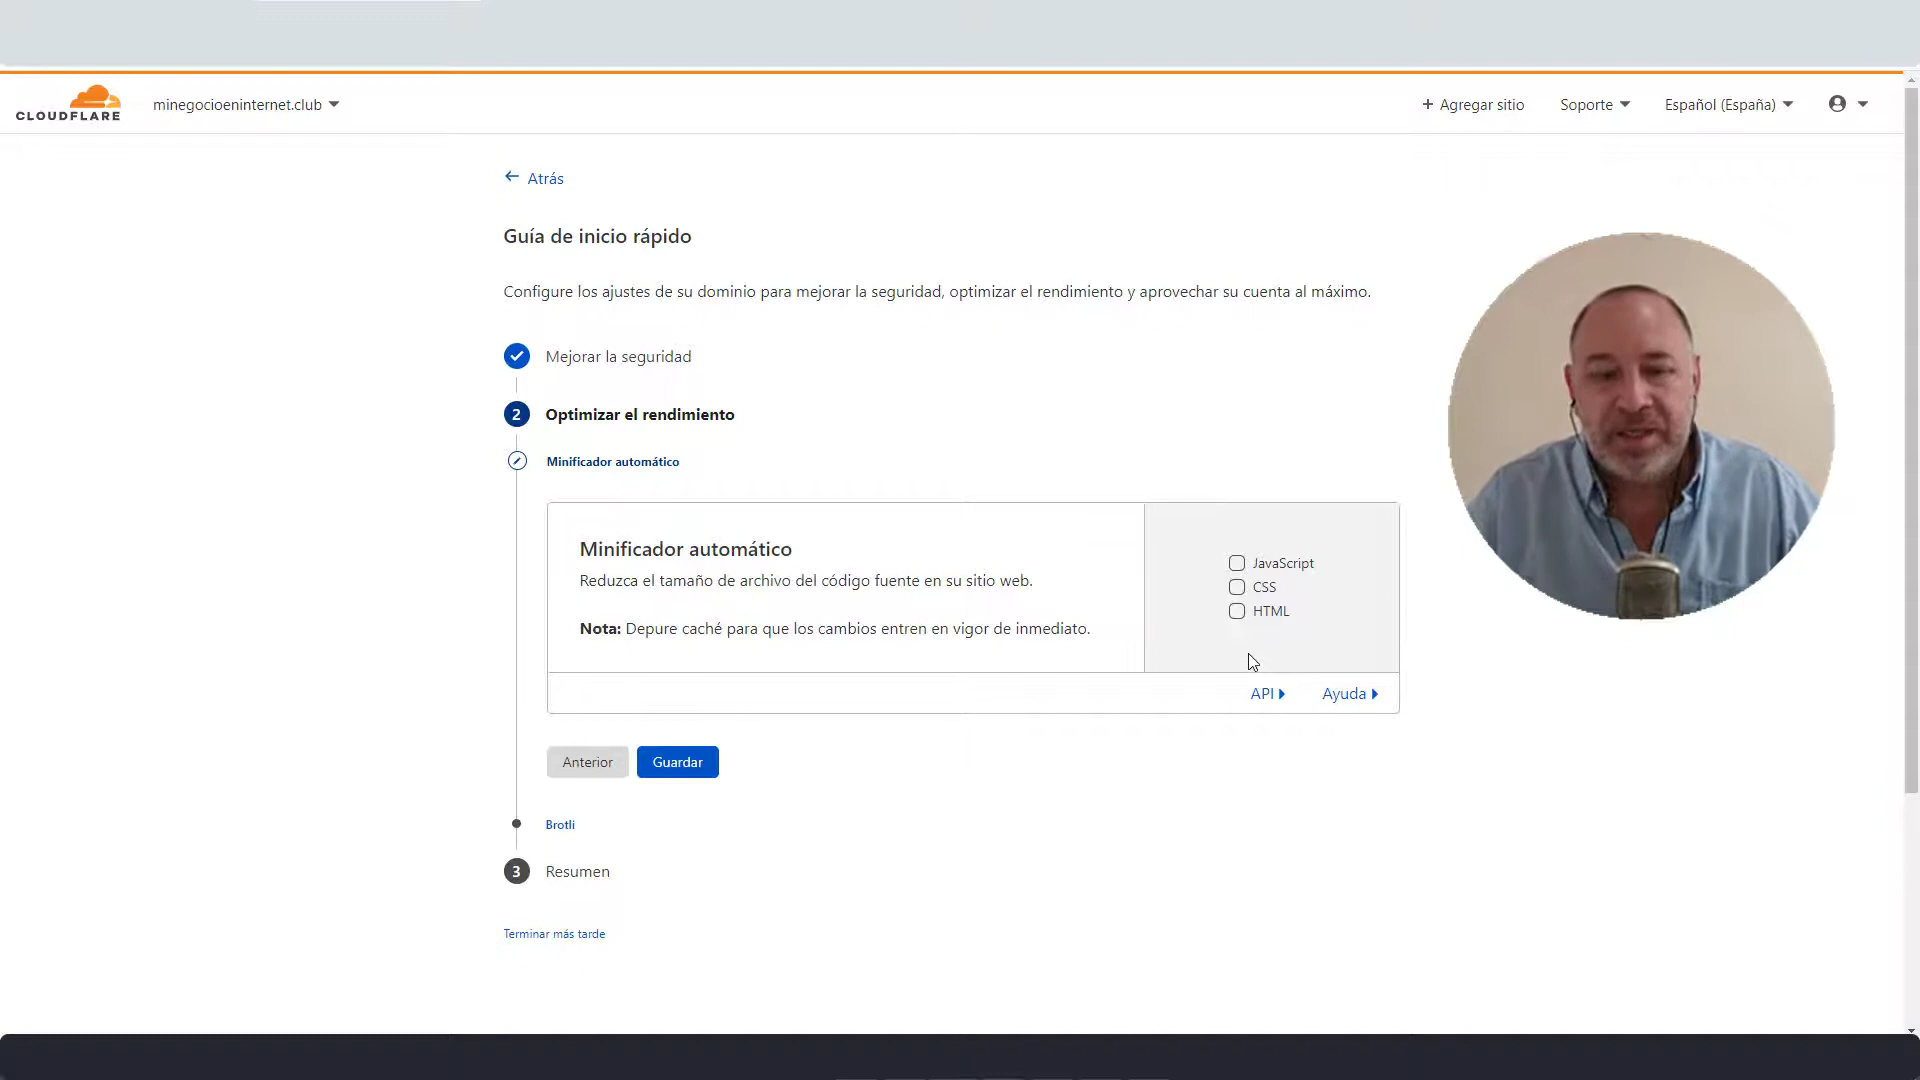 CLOUDFLARE
minegocioeninternet.club
+ Agregar sitio
Soporte
Español (España)
Atrás
Guía de inicio rápido
Configure los ajustes de su dominio para mejorar la seguridad, optimizar el rendimiento y aprovechar su cuenta al máximo.
Mejorar la seguridad
2 Optimizar el rendimiento
Minificador automático
Minificador automático
Reduzca el tamaño de archivo del código fuente en su sitio web.
Nota: Depure caché para que los cambios entren en vigor de inmediato.
JavaScript
CSS
HTML
API
Ayuda
Anterior
Guardar
Brotli
3 Resumen
Terminar más tarde